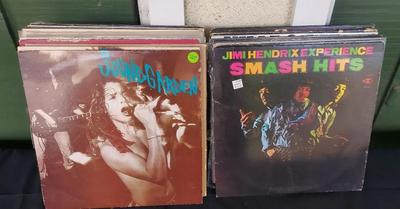 SOUNDGARDEN
JIMI HENDRIX EXPERIENCE
SMASH HITS